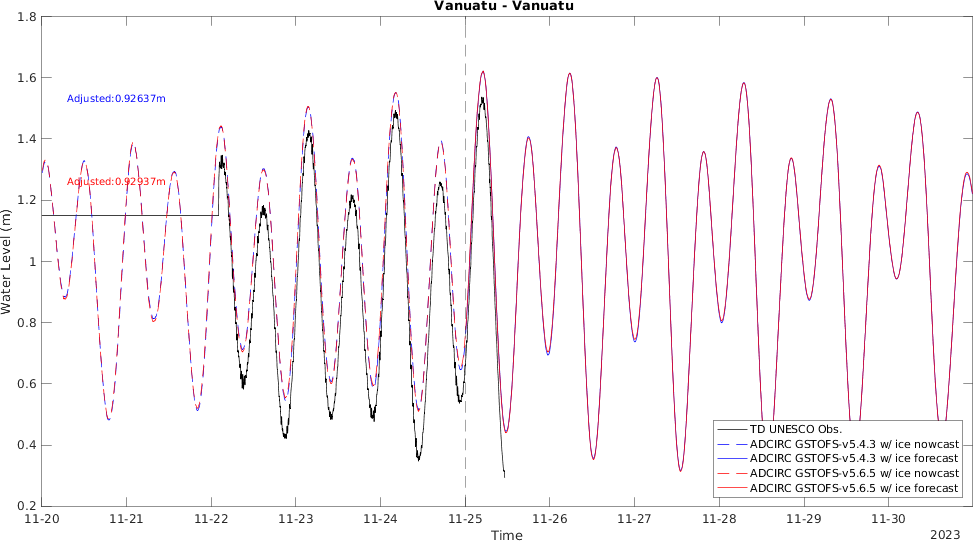 Vanuatu - Vanuatu
1.8
1.6
1.4
1.2
1
0.8
0.6
0.4
0.2
Water Level (m)
Adjusted:0.92637m
Adjusted:0.92937m
TD UNESCO Obs.
ADCIRC GSTOFS-v5.4.3 w/ ice nowcast
ADCIRC GSTOFS-v5.4.3 w/ ice forecast
ADCIRC GSTOFS-v5.6.5 w/ ice nowcast
ADCIRC GSTOFS-v5.6.5 w/ ice forecast
11-20 11-21 11-22 11-23 11-24 11-25 11-26 11-27 11-28 11-29 11-30
Time
2023